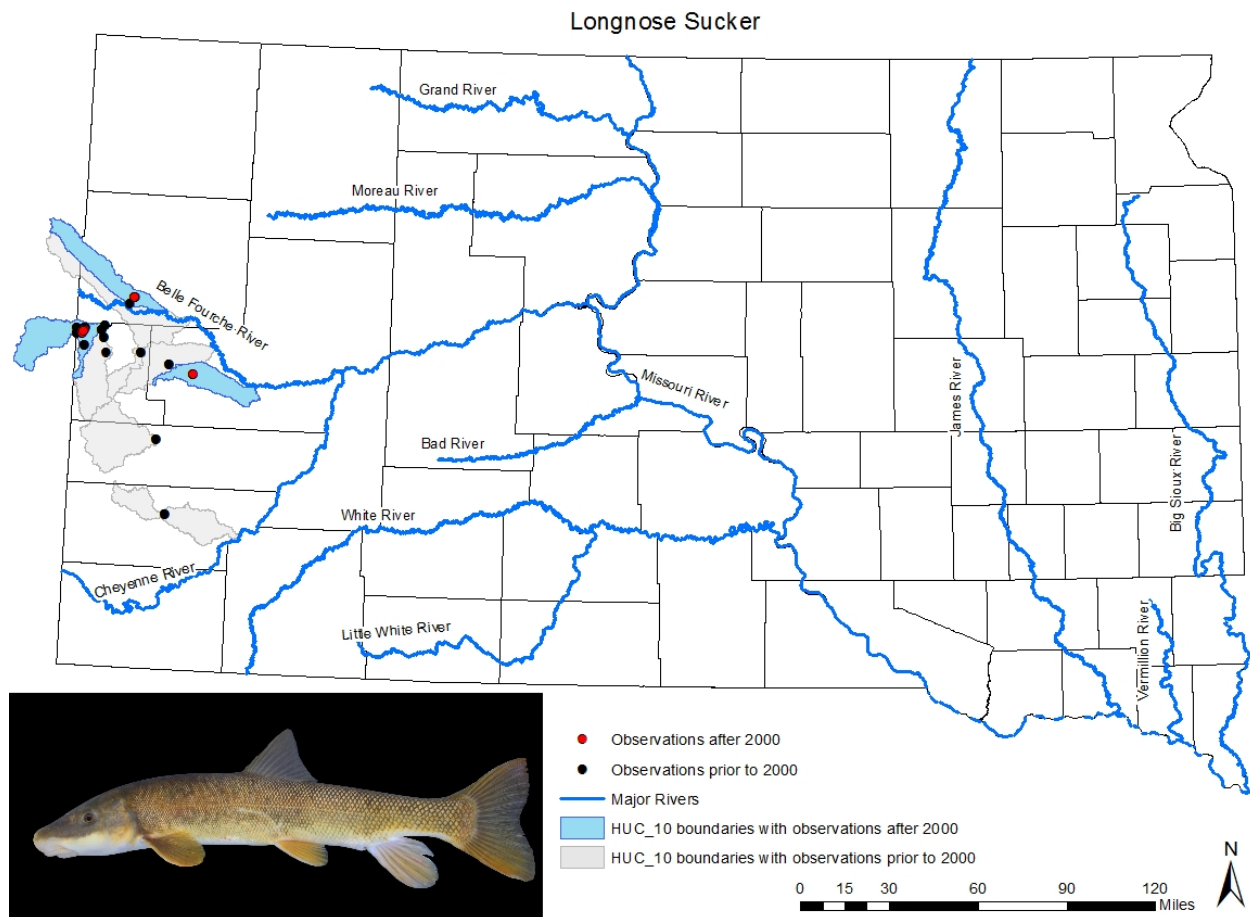 Longnose Sucker
Grand River
Moreau River
Belle Fourche River
Missouri River
James River
Big Sioux River
Bad River
White River
Cheyenne River
Little White River
Vermillion River
Observations after 2000
Observations prior to 2000
Major Rivers
HUC_10 boundaries with observations after 2000
HUC_10 boundaries with observations prior to 2000
N
0 15 30 60 90 120
Miles